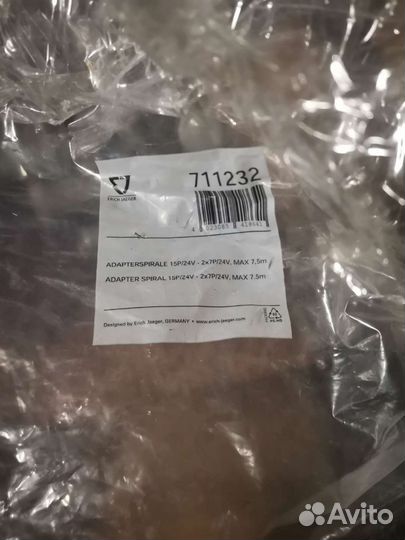 711232
ERICH JAEGER
ADAPTERSPIRALE 15P/24V - 2x7P/24V, MAX 7,5m
ADAPTER SPIRAL 15P/24V - 2x7P/24V, MAX 7.5m
Designed by Erich Jaeger, GERMANY • www.erich-jaeger.com
Avito